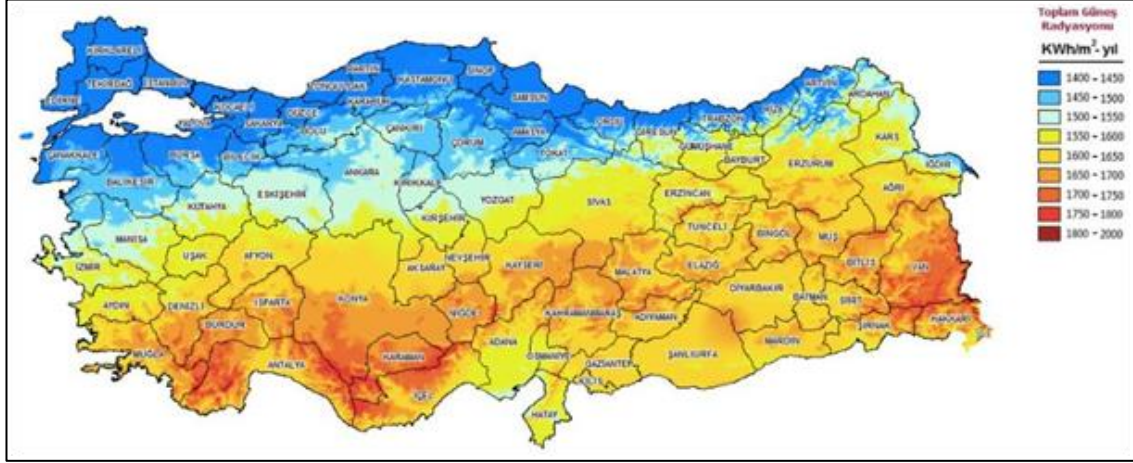 Toplam Güneş
Radyasyonu
KWh/m²- yıl
1400 - 1450
1450 - 1500
1500 - 1550
1550 - 1600
1600 - 1650
1650 - 1700
1700 - 1750
1750 - 1800
1800 - 2000
KIRKLARELİ
TEKİRDAĞ
İSTANBUL
EDİRNE
KOCAELİ
YALOVA
SAKARYA
DÜZCE
BOLU
BARTIN
ZONGULDAK
KARABÜK
KASTAMONU
SİNOP
SAMSUN
ÇANKIRI
ÇORUM
AMASYA
TOKAT
ORDU
GİRESUN
TRABZON
RİZE
ARTVİN
ARDAHAN
KARS
IĞDIR
GÜMÜŞHANE
BAYBURT
ERZURUM
AĞRI
ÇANAKKALE
BURSA
BİLECİK
BALIKESİR
KÜTAHYA
ESKİŞEHİR
ANKARA
KIRIKKALE
YOZGAT
SİVAS
ERZİNCAN
KIRŞEHİR
TUNCELİ
BİNGÖL
MUŞ
MANİSA
İZMİR
UŞAK
AFYON
AKSARAY
NEVŞEHİR
KAYSERİ
MALATYA
ELAZIĞ
BİTLİS
VAN
DİYARBAKIR
BATMAN
SİİRT
AYDIN
DENİZLİ
ISPARTA
KONYA
NİĞDE
KAHRAMANMARAŞ
ADIYAMAN
ŞIRNAK
HAKKARİ
BURDUR
MARDİN
MUĞLA
ANTALYA
KARAMAN
ADANA
OSMANİYE
GAZİANTEP
ŞANLIURFA
KİLİS
İÇEL
HATAY